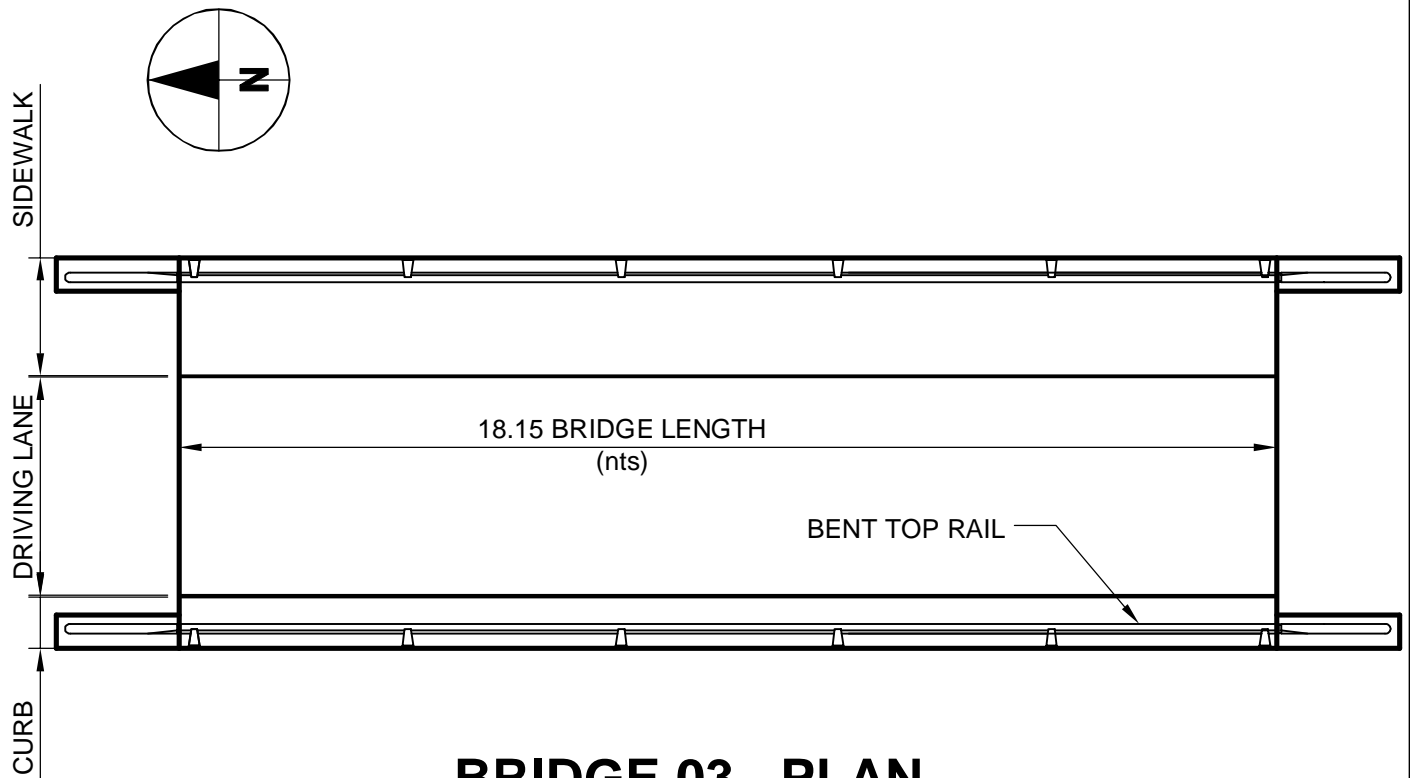 N
SIDEWALK
DRIVING LANE
CURB
18.15 BRIDGE LENGTH
(nts)
BENT TOP RAIL
BRIDGE 03 - PLAN